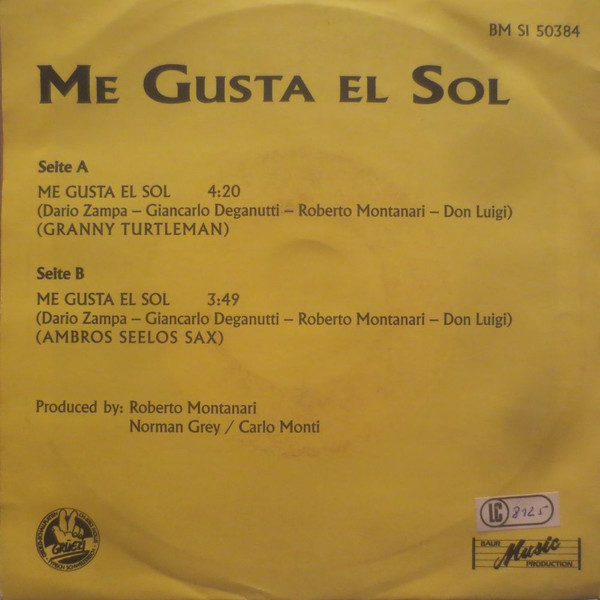 BM SI 50384
ME GUSTA EL SOL
Seite A
ME GUSTA EL SOL 4:20
(Dario Zampa – Giancarlo Deganutti – Roberto Montanari – Don Luigi)
(GRANNY TURTLEMAN)
Seite B
ME GUSTA EL SOL 3:49
(Dario Zampa – Giancarlo Deganutti – Roberto Montanari – Don Luigi)
(AMBROS SEELOS SAX)
Produced by: Roberto Montanari
Norman Grey / Carlo Monti
GRÜEZI
LC 8125
BAUR
Music
PRODUCTION